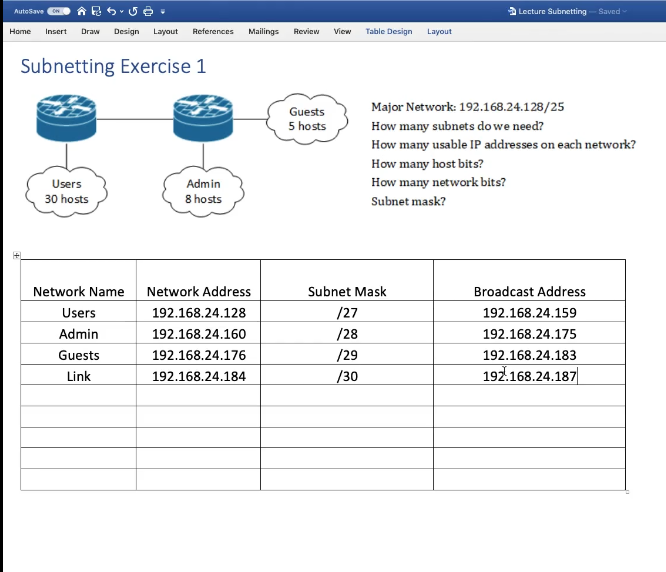 AutoSave ON Lecture Subnetting — Saved
Home Insert Draw Design Layout References Mailings Review View Table Design Layout
Subnetting Exercise 1
Guests
5 hosts
Users
30 hosts
Admin
8 hosts
Major Network: 192.168.24.128/25
How many subnets do we need?
How many usable IP addresses on each network?
How many host bits?
How many network bits?
Subnet mask?
Network Name Network Address Subnet Mask Broadcast Address
Users 192.168.24.128 /27 192.168.24.159
Admin 192.168.24.160 /28 192.168.24.175
Guests 192.168.24.176 /29 192.168.24.183
Link 192.168.24.184 /30 192.168.24.187